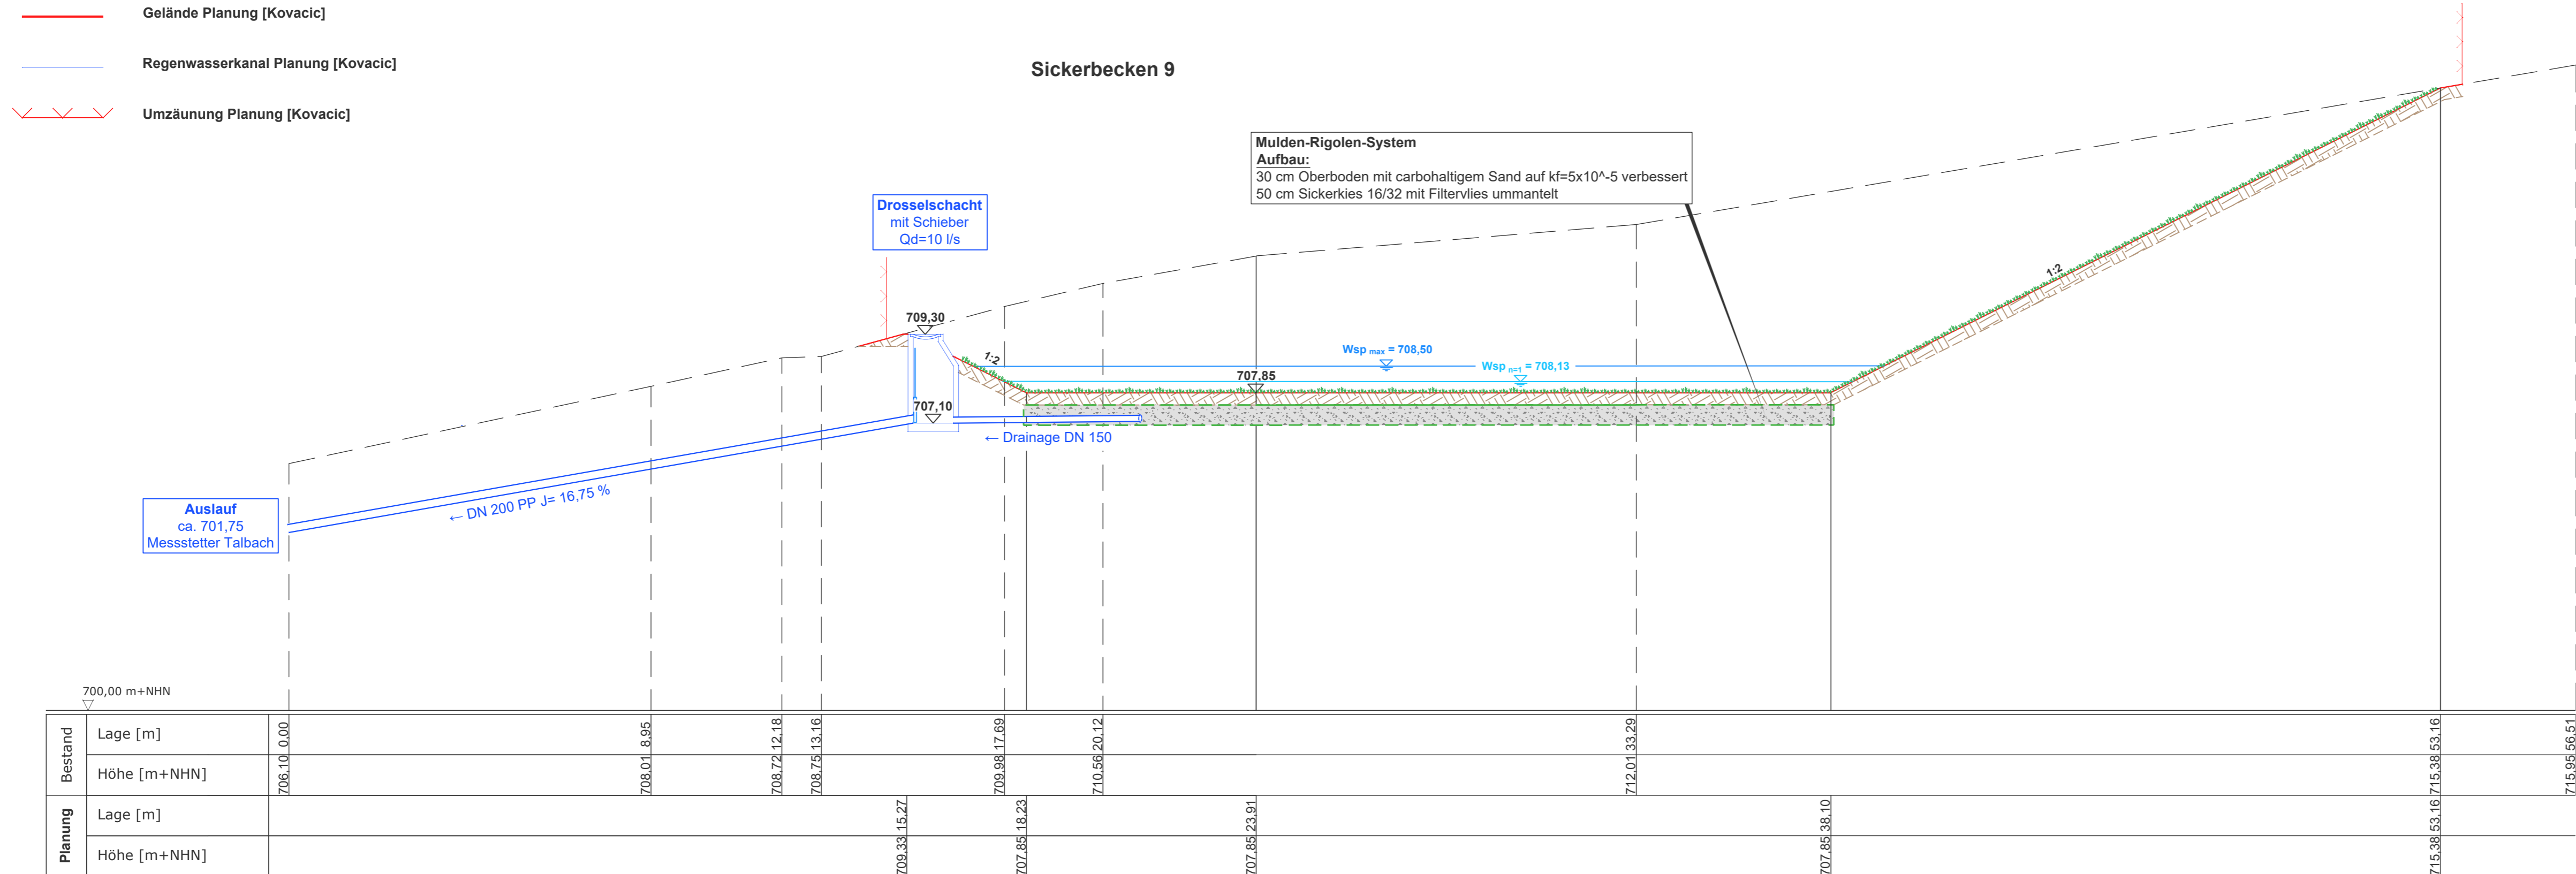 Gelände Planung [Kovacic]
Regenwasserkanal Planung [Kovacic]
Umzäunung Planung [Kovacic]
Sickerbecken 9
Mulden-Rigolen-System
Aufbau:
30 cm Oberboden mit carbohaltigem Sand auf kf=5x10^-5 verbessert
50 cm Sickerkies 16/32 mit Filtervlies ummantelt
Drosselschacht
mit Schieber
Qd=10 l/s
709,30
1:2
1:2
Wsp max = 708,50
Wsp n=1 = 708,13
707,85
707,10
← Drainage DN 150
← DN 200 PP J= 16,75 %
Auslauf
ca. 701,75
Messstetter Talbach
700,00 m+NHN
Bestand
Lage [m] 0,00 8,95 12,18 13,16 17,69 20,12 33,29 53,16 56,51
Höhe [m+NHN] 706,10 708,01 708,72 708,75 709,98 710,56 712,01 715,38 715,95
Planung
Lage [m] 15,27 18,23 23,91 38,10 53,16
Höhe [m+NHN] 709,33 707,85 707,85 707,85 715,38